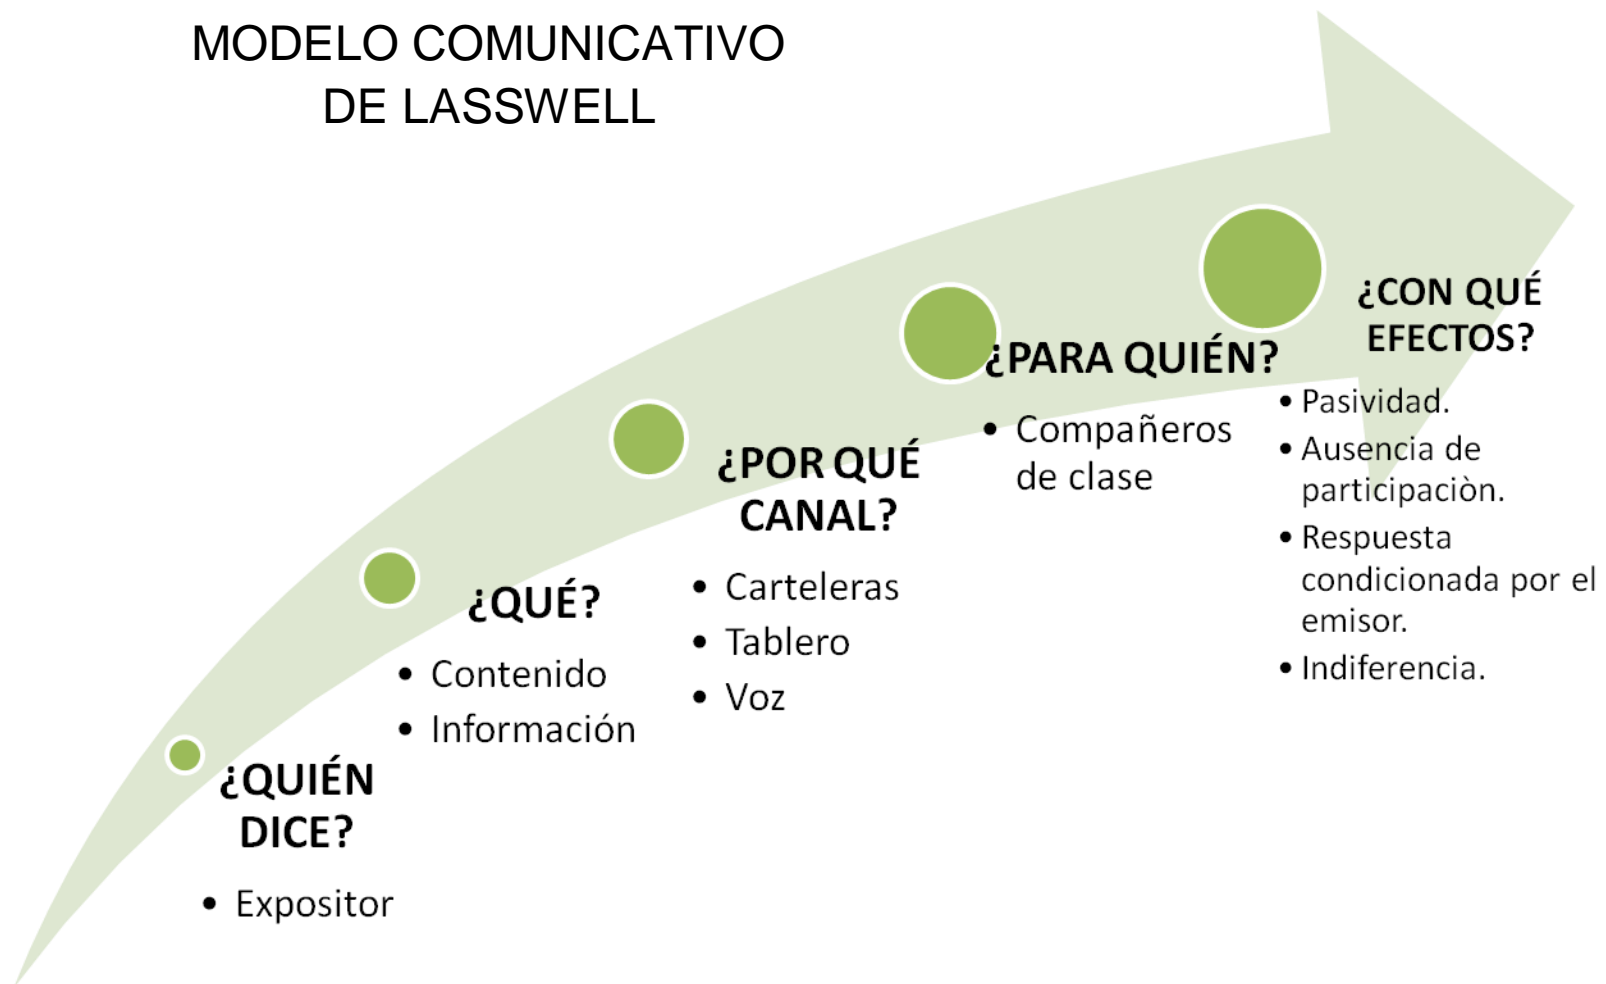 MODELO COMUNICATIVO
DE LASSWELL
¿QUIÉN
DICE?
• Expositor
¿QUÉ?
• Contenido
• Información
¿POR QUÉ
CANAL?
• Carteleras
• Tablero
• Voz
¿PARA QUIÉN?
• Compañeros
de clase
¿CON QUÉ
EFECTOS?
• Pasividad.
• Ausencia de
participaciòn.
• Respuesta
condicionada por el
emisor.
• Indiferencia.